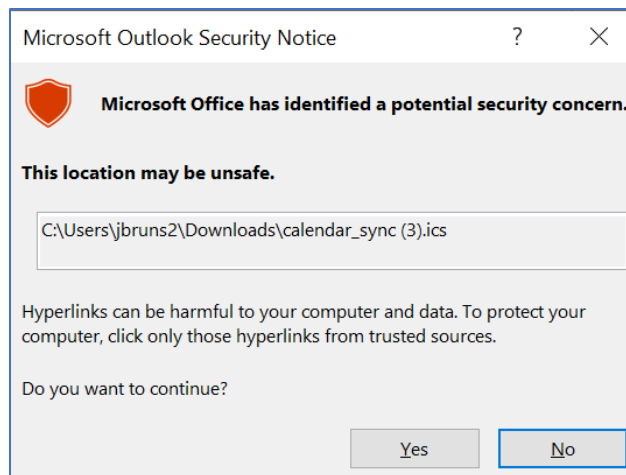 Microsoft Outlook Security Notice ? ×
Microsoft Office has identified a potential security concern.
This location may be unsafe.
C:\Users\jbruns2\Downloads\calendar_sync (3).ics
Hyperlinks can be harmful to your computer and data. To protect your
computer, click only those hyperlinks from trusted sources.
Do you want to continue?
Yes No